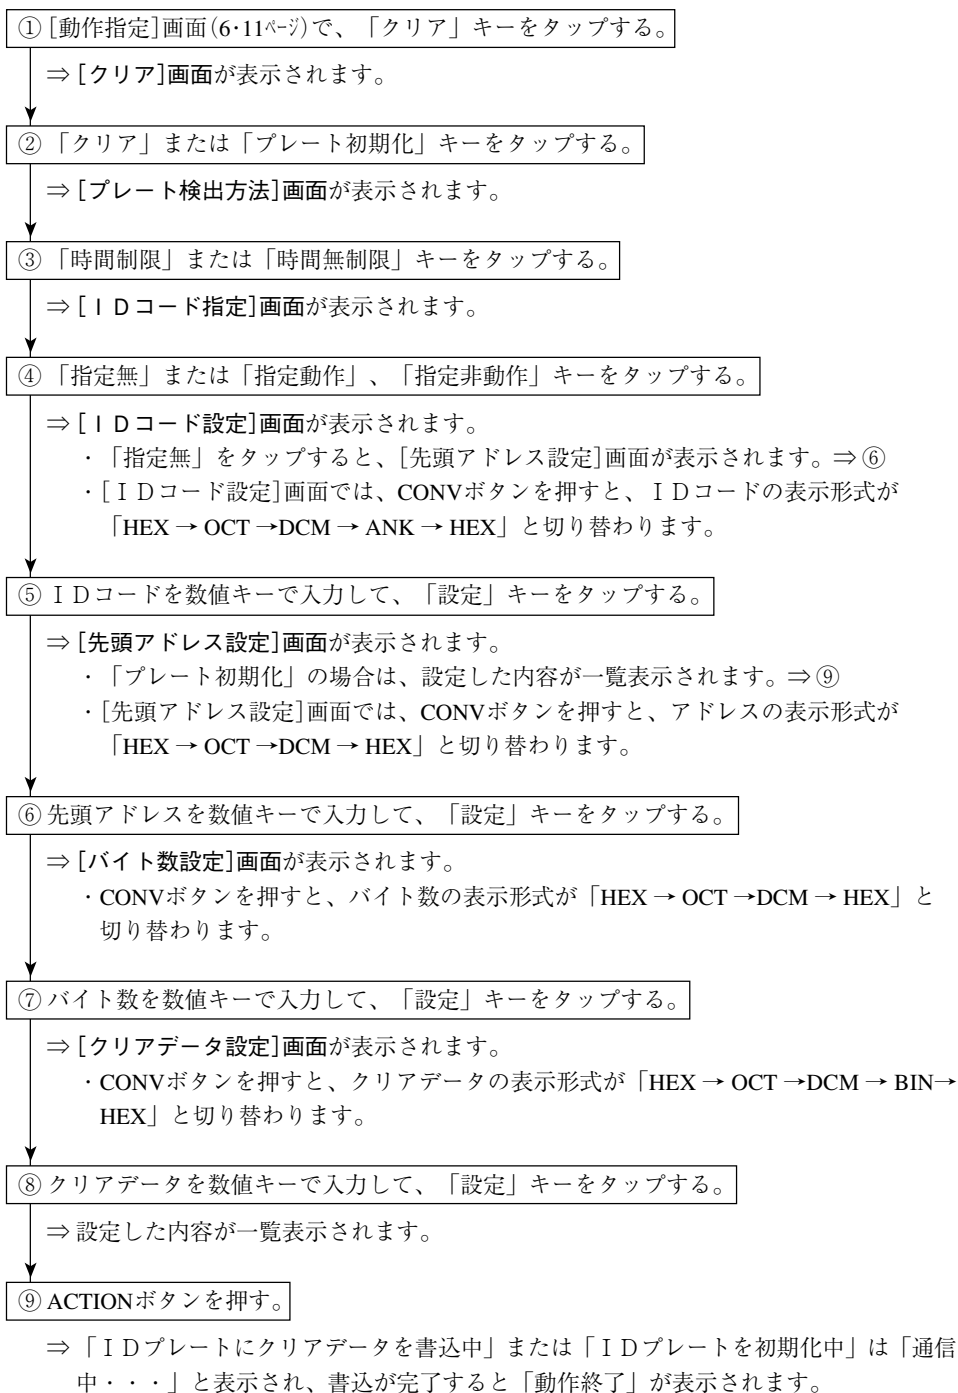 ① [動作指定]画面(6･11ﾍﾟｰｼﾞ)で、「クリア」キーをタップする。
⇒ [クリア]画面が表示されます。
② 「クリア」または「プレート初期化」キーをタップする。
⇒ [プレート検出方法]画面が表示されます。
③ 「時間制限」または「時間無制限」キーをタップする。
⇒ [ＩＤコード指定]画面が表示されます。
④ 「指定無」または「指定動作」、「指定非動作」キーをタップする。
⇒ [ＩＤコード設定]画面が表示されます。
・「指定無」をタップすると、[先頭アドレス設定]画面が表示されます。⇒ ⑥
・[ＩＤコード設定]画面では、CONVボタンを押すと、ＩＤコードの表示形式が
「HEX → OCT →DCM → ANK → HEX」と切り替わります。
⑤ ＩＤコードを数値キーで入力して、「設定」キーをタップする。
⇒ [先頭アドレス設定]画面が表示されます。
・「プレート初期化」の場合は、設定した内容が一覧表示されます。⇒ ⑨
・[先頭アドレス設定]画面では、CONVボタンを押すと、アドレスの表示形式が
「HEX → OCT →DCM → HEX」と切り替わります。
⑥ 先頭アドレスを数値キーで入力して、「設定」キーをタップする。
⇒ [バイト数設定]画面が表示されます。
・CONVボタンを押すと、バイト数の表示形式が「HEX → OCT →DCM → HEX」と
切り替わります。
⑦ バイト数を数値キーで入力して、「設定」キーをタップする。
⇒ [クリアデータ設定]画面が表示されます。
・CONVボタンを押すと、クリアデータの表示形式が「HEX → OCT →DCM → BIN→
HEX」と切り替わります。
⑧ クリアデータを数値キーで入力して、「設定」キーをタップする。
⇒ 設定した内容が一覧表示されます。
⑨ ACTIONボタンを押す。
⇒ 「ＩＤプレートにクリアデータを書込中」または「ＩＤプレートを初期化中」は「通信
中・・・」と表示され、書込が完了すると「動作終了」が表示されます。